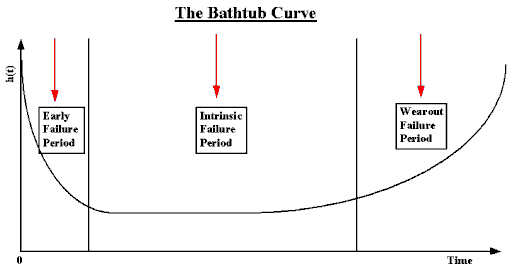 The Bathtub Curve
h(t)
Early
Failure
Period
Intrinsic
Failure
Period
Wearout
Failure
Period
0
Time